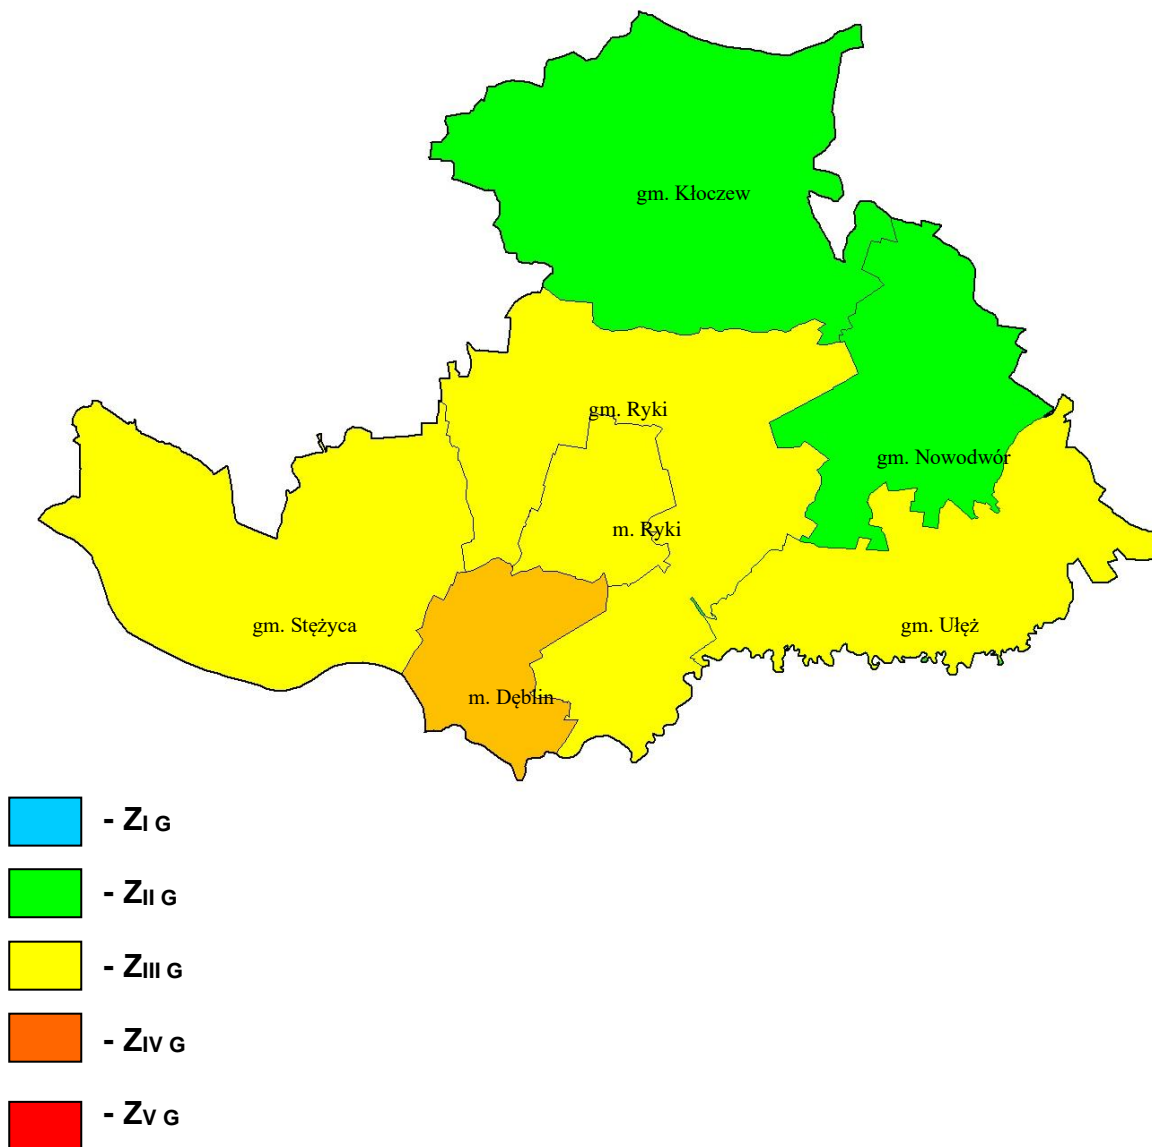 gm. Kłoczew
gm. Ryki
gm. Nowodwór
m. Ryki
gm. Stężyca
gm. Ułęż
m. Dęblin
- ZI G
- ZII G
- ZIII G
- ZIV G
- ZV G